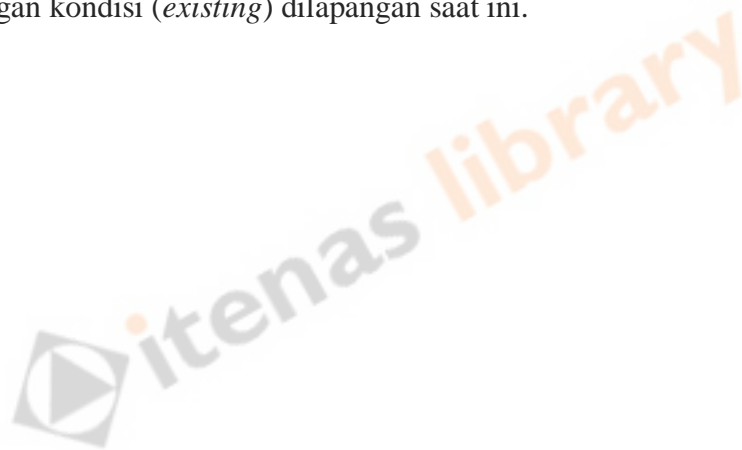 gan kondisi (existing) dilapangan saat ini.
itenas library